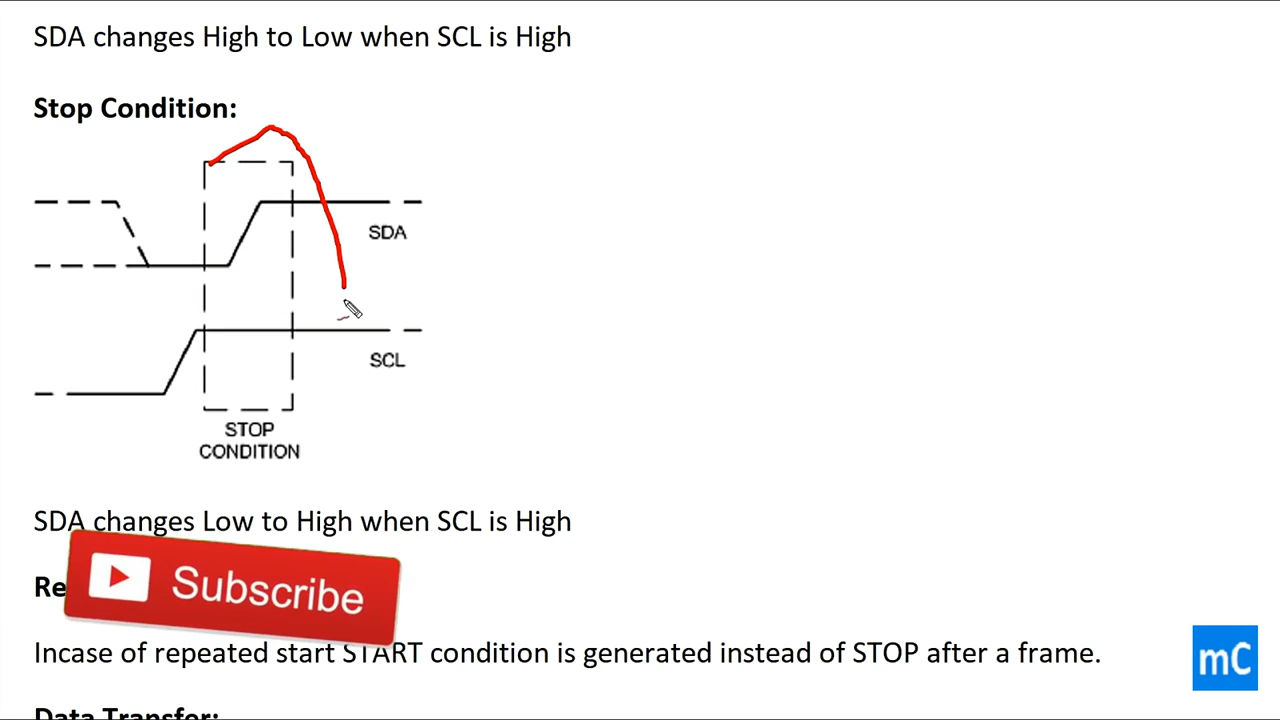 SDA changes High to Low when SCL is High
Stop Condition:
SDA
SCL
STOP
CONDITION
SDA changes Low to High when SCL is High
Subscribe
Incase of repeated start START condition is generated instead of STOP after a frame.
mC
Data Transfer: